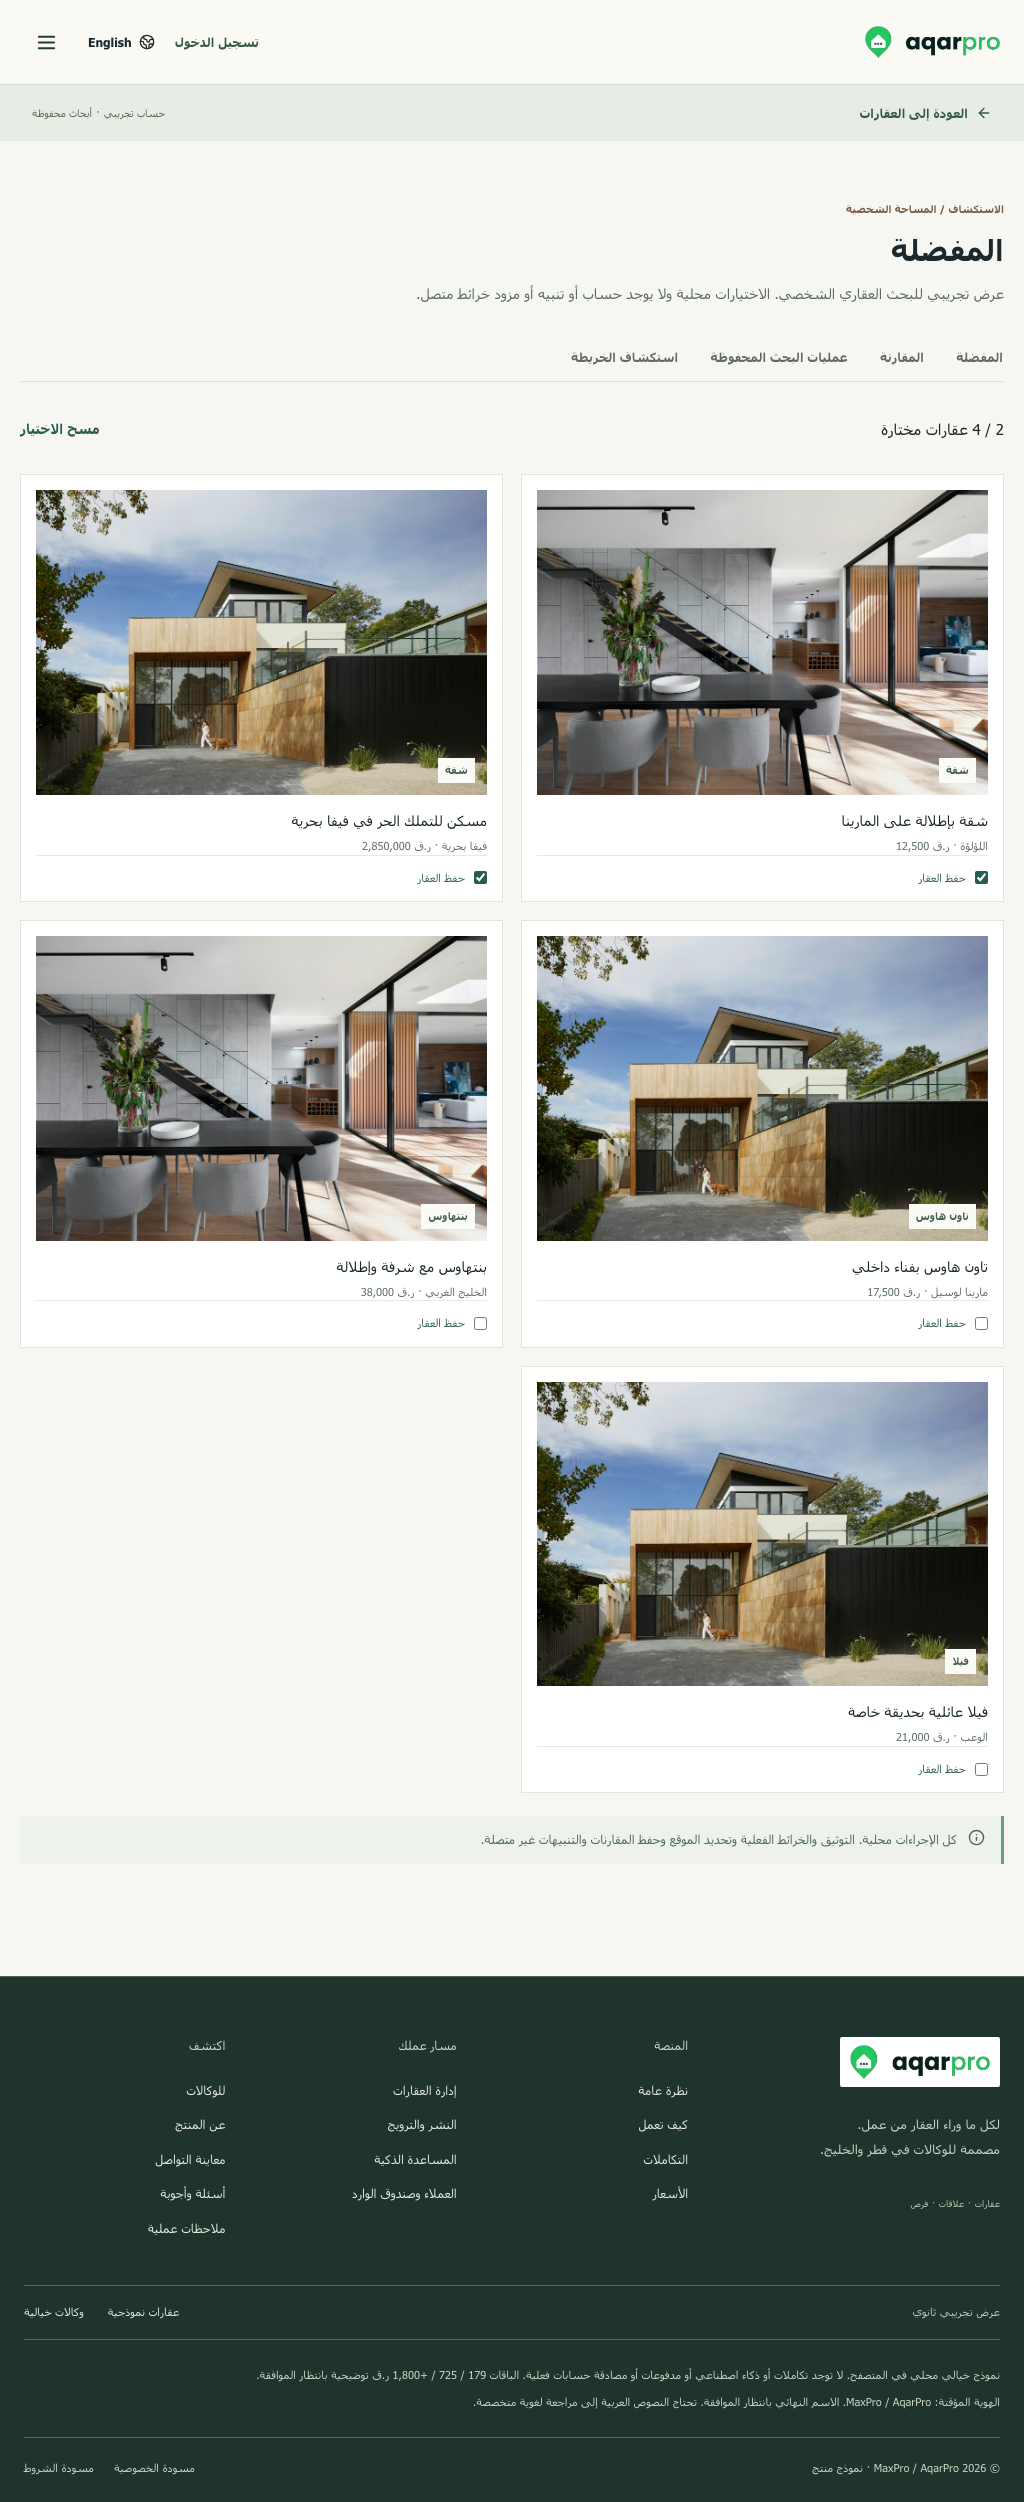 aqarpro
تسجيل الدخول
English
العودة إلى العقارات
حساب تجريبي · أبحاث محفوظة
الاستكشاف / المساحة الشخصية
المفضلة
عرض تجريبي للبحث العقاري الشخصي. الاختيارات محلية ولا يوجد حساب أو تنبيه أو مزود خرائط متصل.
المفضلة
المقارنة
عمليات البحث المحفوظة
استكشاف الخريطة
2 / 4 عقارات مختارة
مسح الاختيار
شقة
شقة بإطلالة على المارينا
اللؤلؤة · ر.ق 12,500
حفظ العقار
شقة
مسكن للتملك الحر في فيفا بحرية
فيفا بحرية · ر.ق 2,850,000
حفظ العقار
تاون هاوس
تاون هاوس بفناء داخلي
مارينا لوسيل · ر.ق 17,500
حفظ العقار
بنتهاوس
بنتهاوس مع شرفة وإطلالة
الخليج الغربي · ر.ق 38,000
حفظ العقار
فيلا
فيلا عائلية بحديقة خاصة
الوعب · ر.ق 21,000
حفظ العقار
كل الإجراءات محلية. التوثيق والخرائط الفعلية وتحديد الموقع وحفظ المقارنات والتنبيهات غير متصلة.
aqarpro
لكل ما وراء العقار من عمل.
مصممة للوكالات في قطر والخليج.
عقارات · علاقات · فرص
المنصة
نظرة عامة
كيف تعمل
التكاملات
الأسعار
مسار عملك
إدارة العقارات
النشر والترويج
المساعدة الذكية
العملاء وصندوق الوارد
اكتشف
للوكالات
عن المنتج
معاينة التواصل
أسئلة وأجوبة
ملاحظات عملية
عرض تجريبي ثانوي
عقارات نموذجية
وكالات خيالية
نموذج خيالي محلي في المتصفح. لا توجد تكاملات أو ذكاء اصطناعي أو مدفوعات أو مصادقة حسابات فعلية. الباقات 179 / 725 / +1,800 ر.ق توضيحية بانتظار الموافقة.
الهوية المؤقتة: MaxPro / AqarPro. الاسم النهائي بانتظار الموافقة. تحتاج النصوص العربية إلى مراجعة لغوية متخصصة.
© 2026 MaxPro / AqarPro · نموذج منتج
مسودة الخصوصية
مسودة الشروط